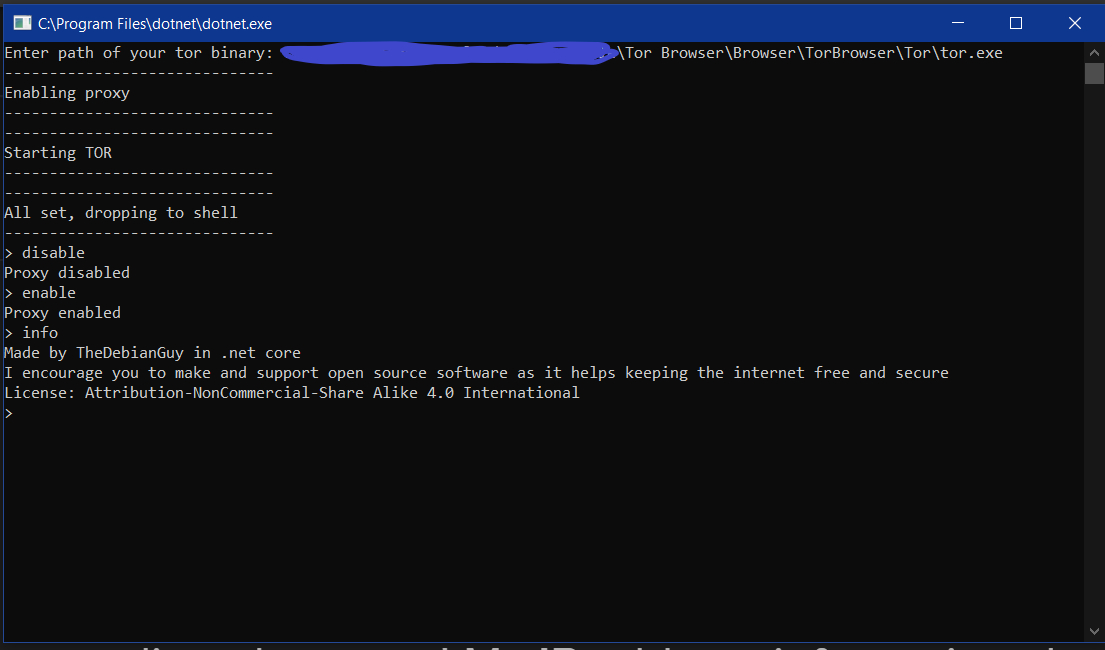 C:\Program Files\dotnet\dotnet.exe
Enter path of your tor binary: \Tor Browser\Browser\TorBrowser\Tor\tor.exe
------------------------------
Enabling proxy
------------------------------
------------------------------
Starting TOR
------------------------------
------------------------------
All set, dropping to shell
------------------------------
> disable
Proxy disabled
> enable
Proxy enabled
> info
Made by TheDebianGuy in .net core
I encourage you to make and support open source software as it helps keeping the internet free and secure
License: Attribution-NonCommercial-Share Alike 4.0 International
>